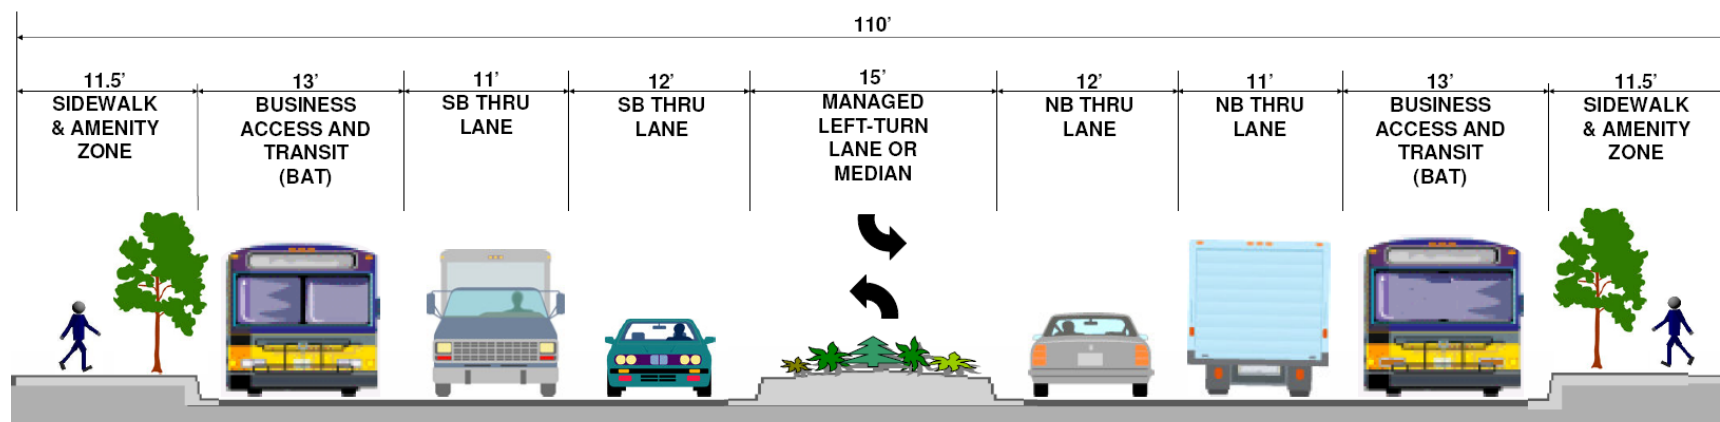 110'
11.5'
SIDEWALK
& AMENITY
ZONE
13'
BUSINESS
ACCESS AND
TRANSIT
(BAT)
11'
SB THRU
LANE
12'
SB THRU
LANE
15'
MANAGED
LEFT-TURN
LANE OR
MEDIAN
12'
NB THRU
LANE
11'
NB THRU
LANE
13'
BUSINESS
ACCESS AND
TRANSIT
(BAT)
11.5'
SIDEWALK
& AMENITY
ZONE